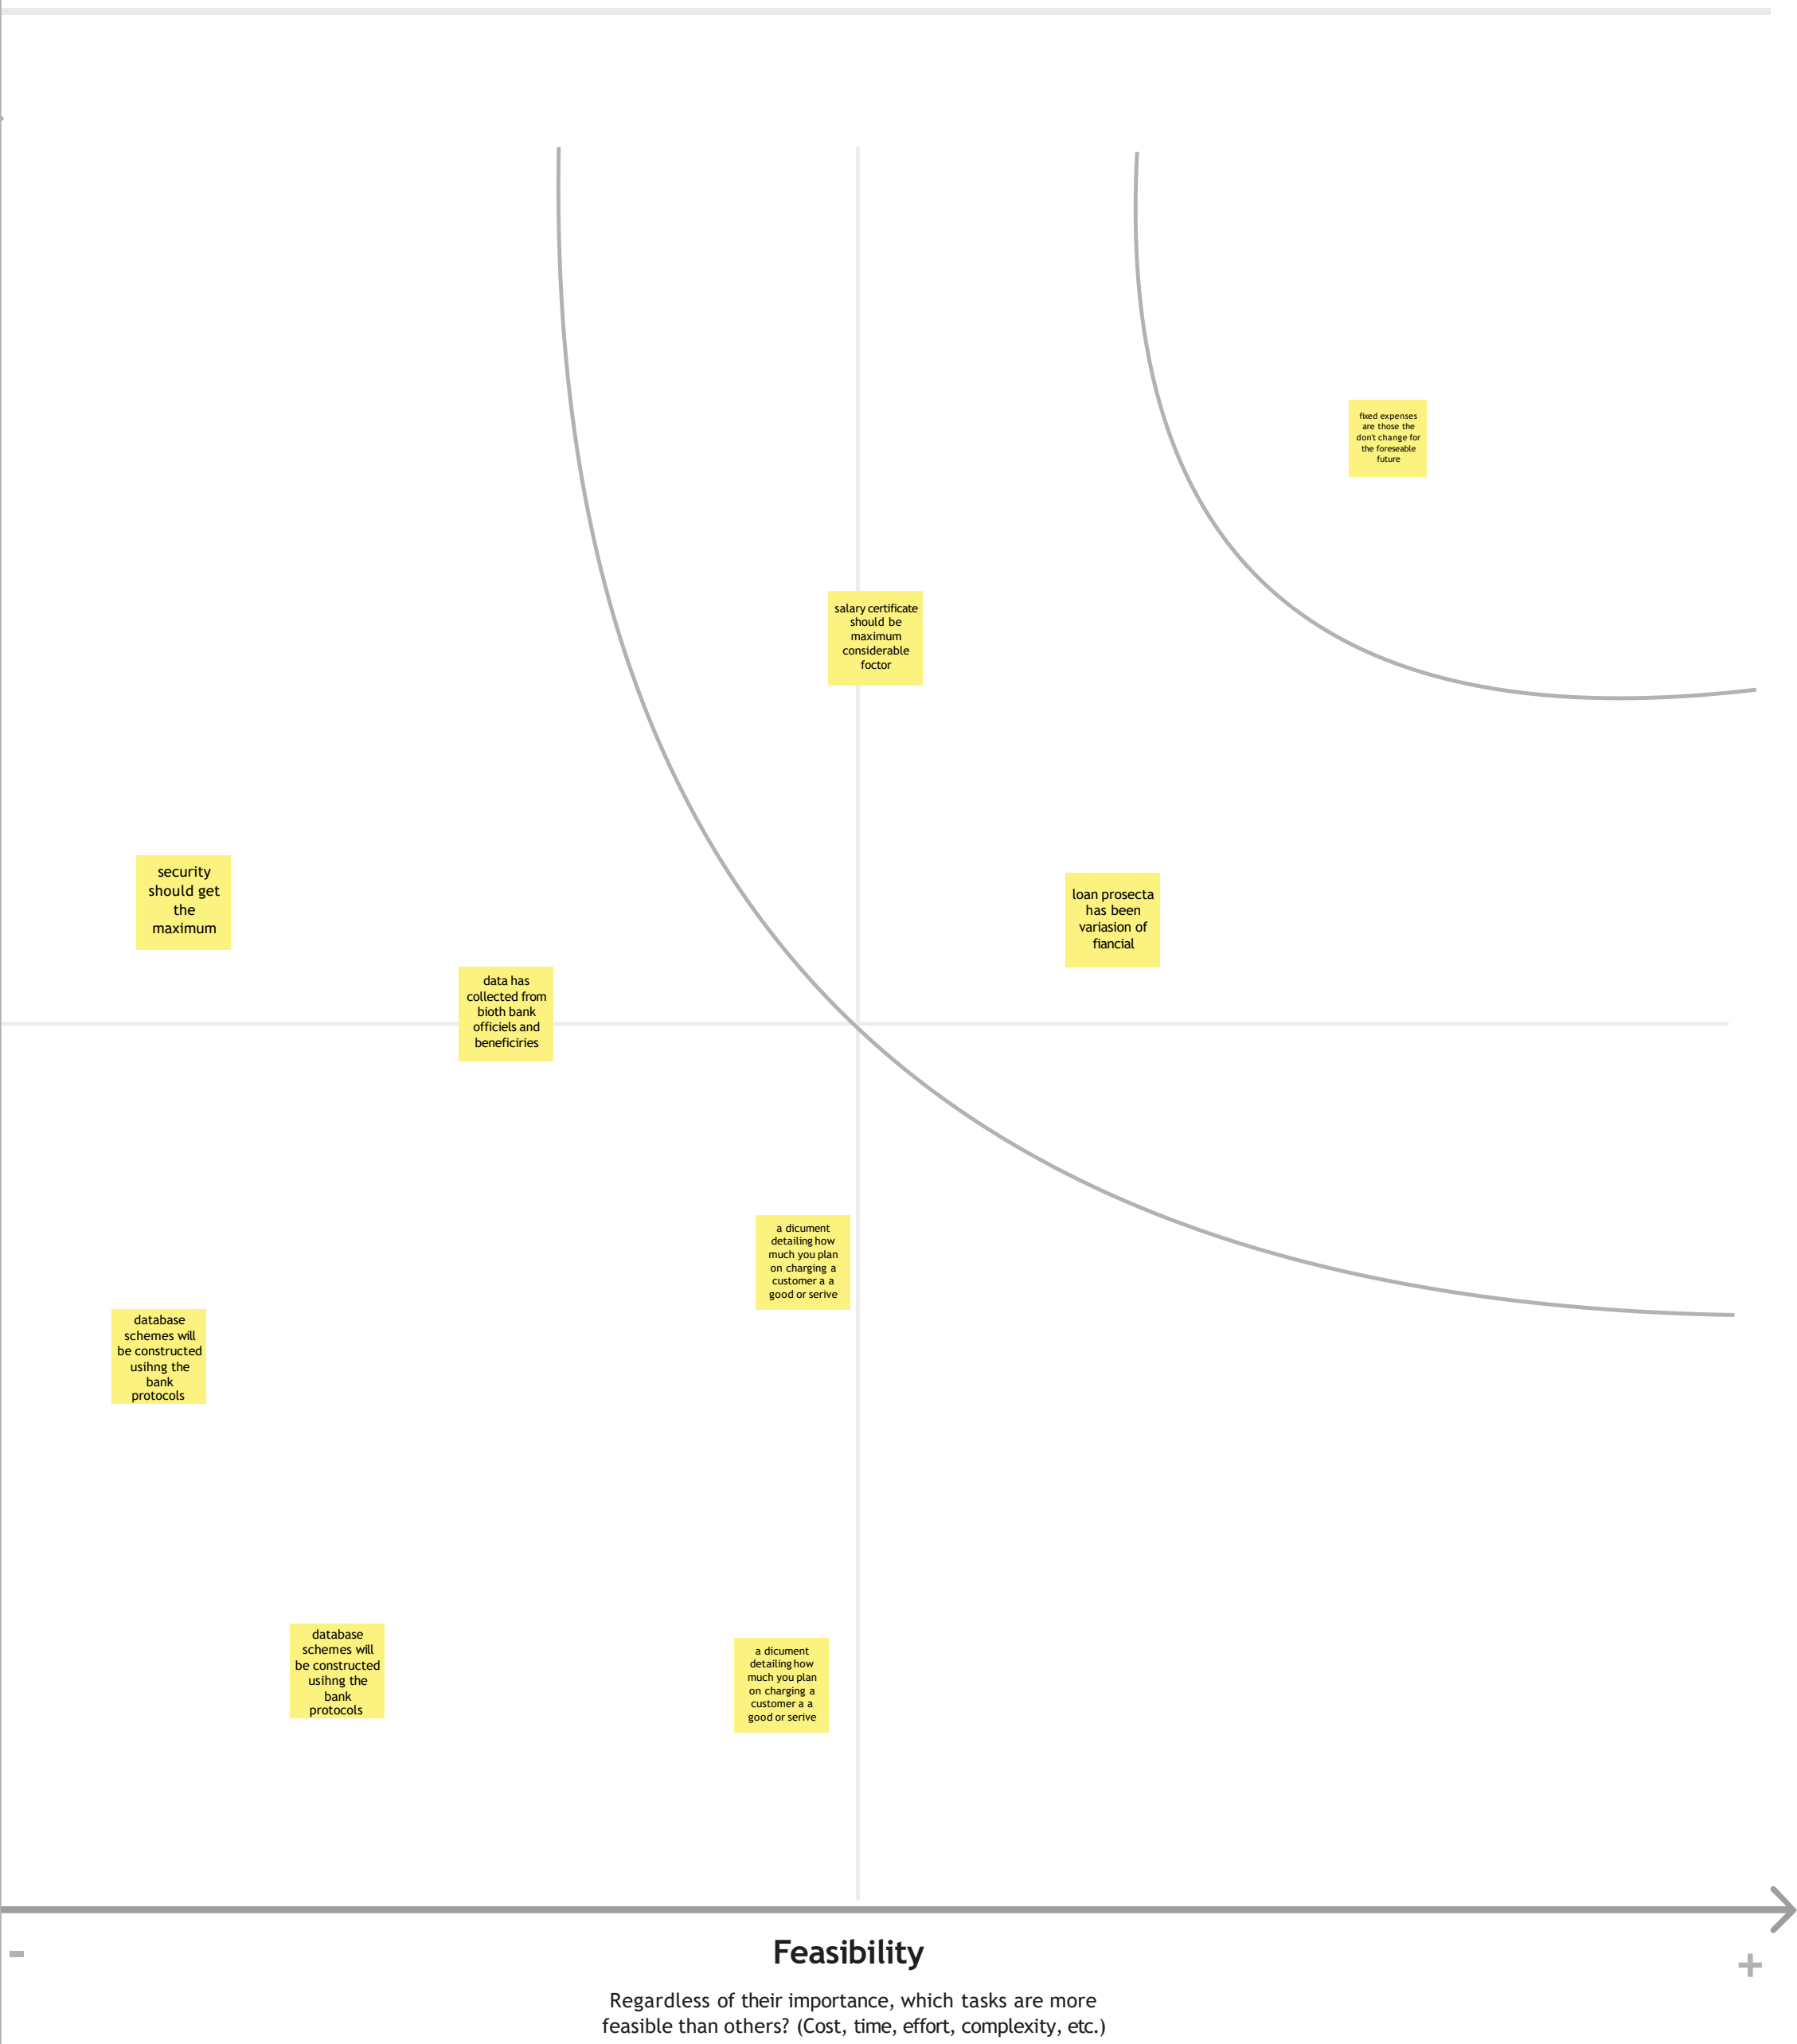 fixed expenses
are those the
don't change for
the foreseable
future
salary certificate
should be
maximum
considerable
foctor
security
should get
the
maximum
loan prosecta
has been
variasion of
fiancial
data has
collected from
bioth bank
officiels and
beneficiries
a dicument
detailing how
much you plan
on charging a
customer a a
good or serive
database
schemes will
be constructed
usihng the
bank
protocols
database
schemes will
be constructed
usihng the
bank
protocols
a dicument
detailing how
much you plan
on charging a
customer a a
good or serive
-
Feasibility
+
Regardless of their importance, which tasks are more
feasible than others? (Cost, time, effort, complexity, etc.)